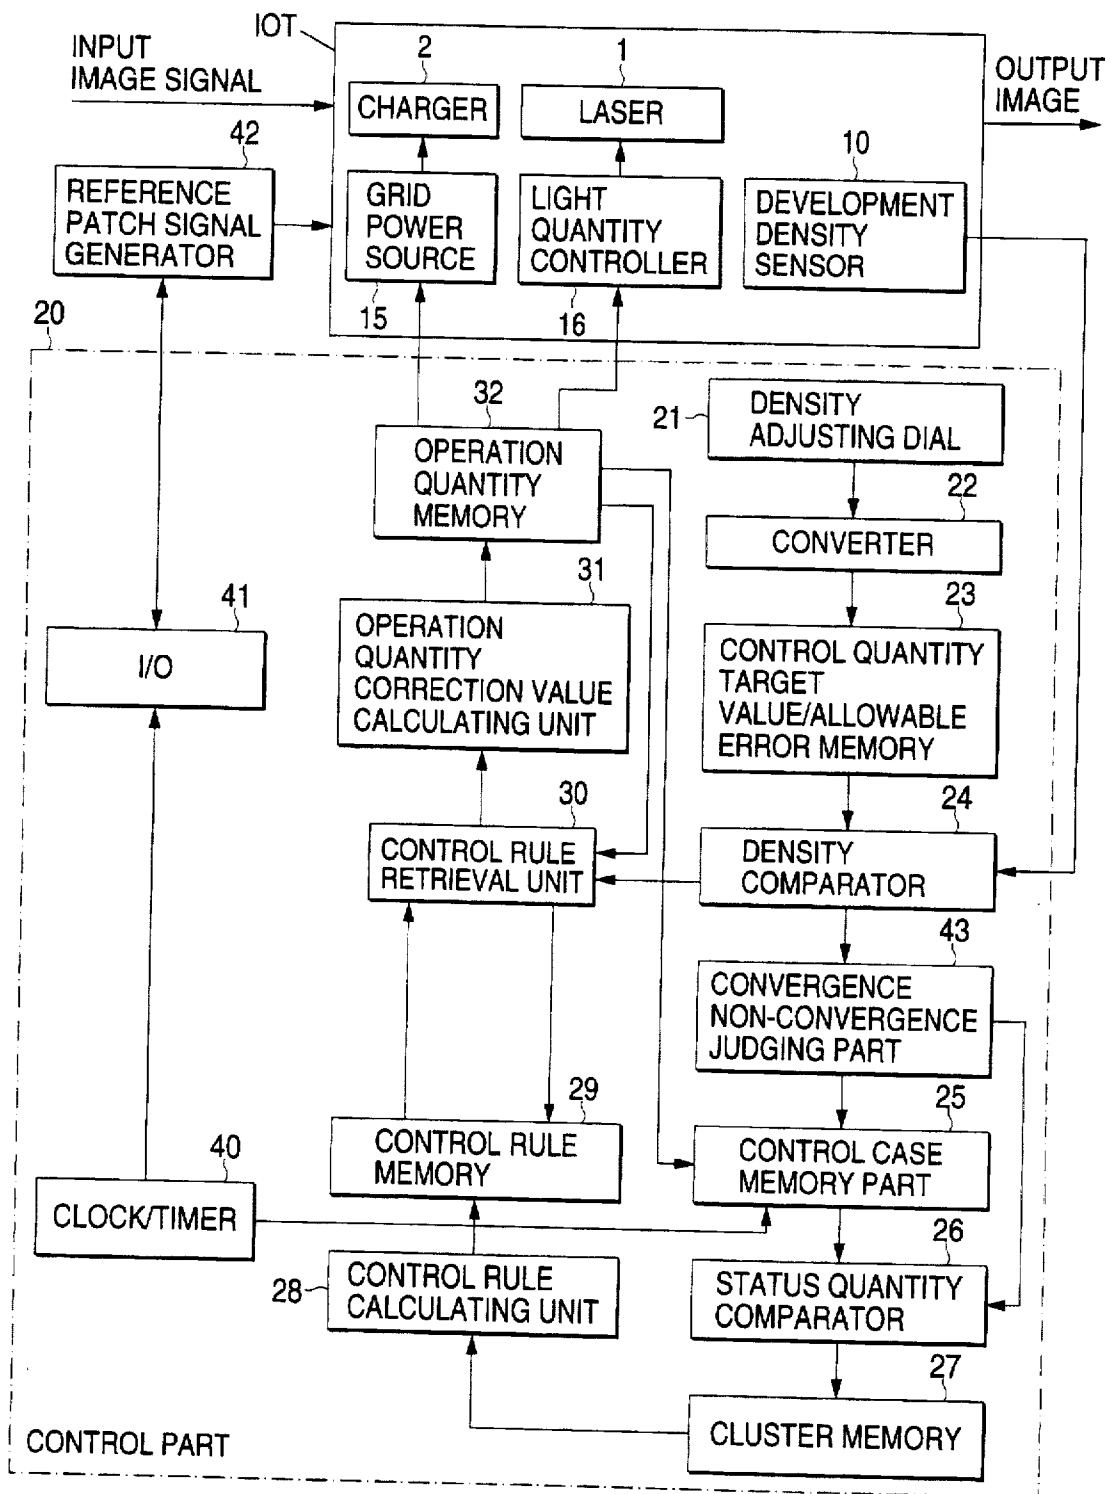 IOT
INPUT
IMAGE SIGNAL
2
CHARGER
1
LASER
OUTPUT
IMAGE
42
REFERENCE
PATCH SIGNAL
GENERATOR
GRID
POWER
SOURCE
15
LIGHT
QUANTITY
CONTROLLER
16
10
DEVELOPMENT
DENSITY
SENSOR
20
32
OPERATION
QUANTITY
MEMORY
21
DENSITY
ADJUSTING DIAL
22
CONVERTER
31
OPERATION
QUANTITY
CORRECTION VALUE
CALCULATING UNIT
23
CONTROL QUANTITY
TARGET
VALUE/ALLOWABLE
ERROR MEMORY
41
I/O
30
CONTROL RULE
RETRIEVAL UNIT
24
DENSITY
COMPARATOR
43
CONVERGENCE
NON-CONVERGENCE
JUDGING PART
29
CONTROL RULE
MEMORY
25
CONTROL CASE
MEMORY PART
40
CLOCK/TIMER
28
CONTROL RULE
CALCULATING UNIT
26
STATUS QUANTITY
COMPARATOR
27
CLUSTER MEMORY
CONTROL PART